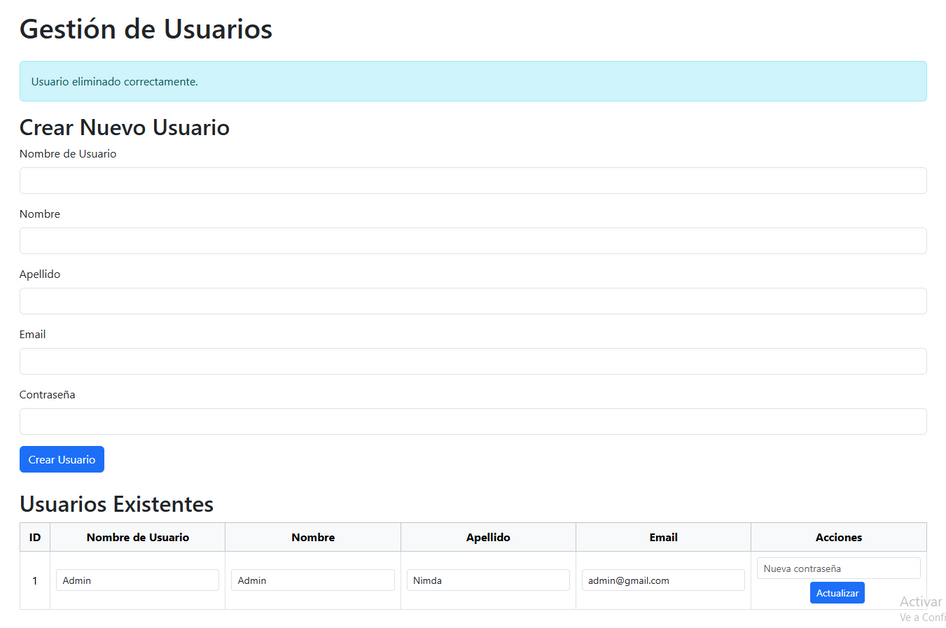 Gestión de Usuarios
Usuario eliminado correctamente.
Crear Nuevo Usuario
Nombre de Usuario
Nombre
Apellido
Email
Contraseña
Crear Usuario
Usuarios Existentes
ID Nombre de Usuario Nombre Apellido Email Acciones
1 Admin Admin Nimda admin@gmail.com Nueva contraseña
Actualizar
Activar
Ve a Confi